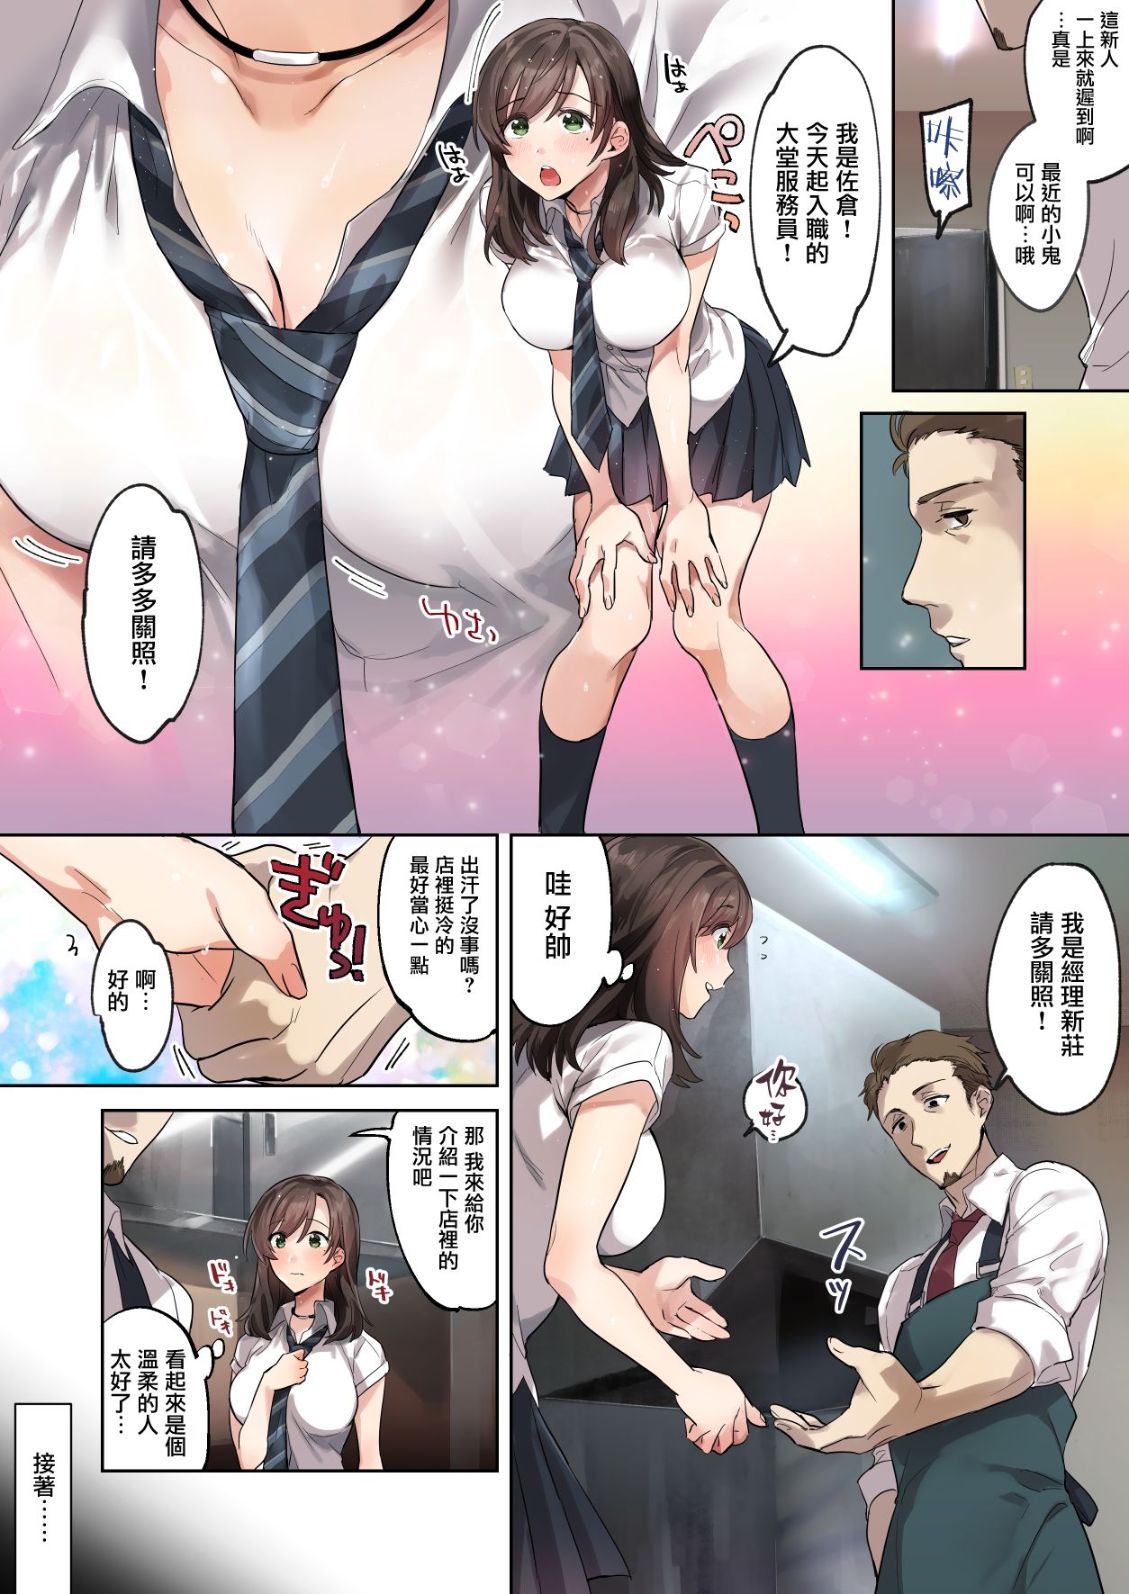 這新人
一上來就遲到啊
…真是
最近的小鬼
可以啊…哦
咔嚓
我是佐倉！
今天起入職的
大堂服務員！
ぺこっ
はぁ
はぁ
請多多關照！
ゆさっ
我是經理新莊
請多關照！
哇 好帥
你好…
スッ
出汗了沒事嗎？
店裡挺冷的
最好當心一點
ぎゅっ！
啊…
好的
那 我來給你
介紹一下店裡的
情況吧
ドキ
ドキ
ドキ
看起來是個
溫柔的人
太好了…
接著……